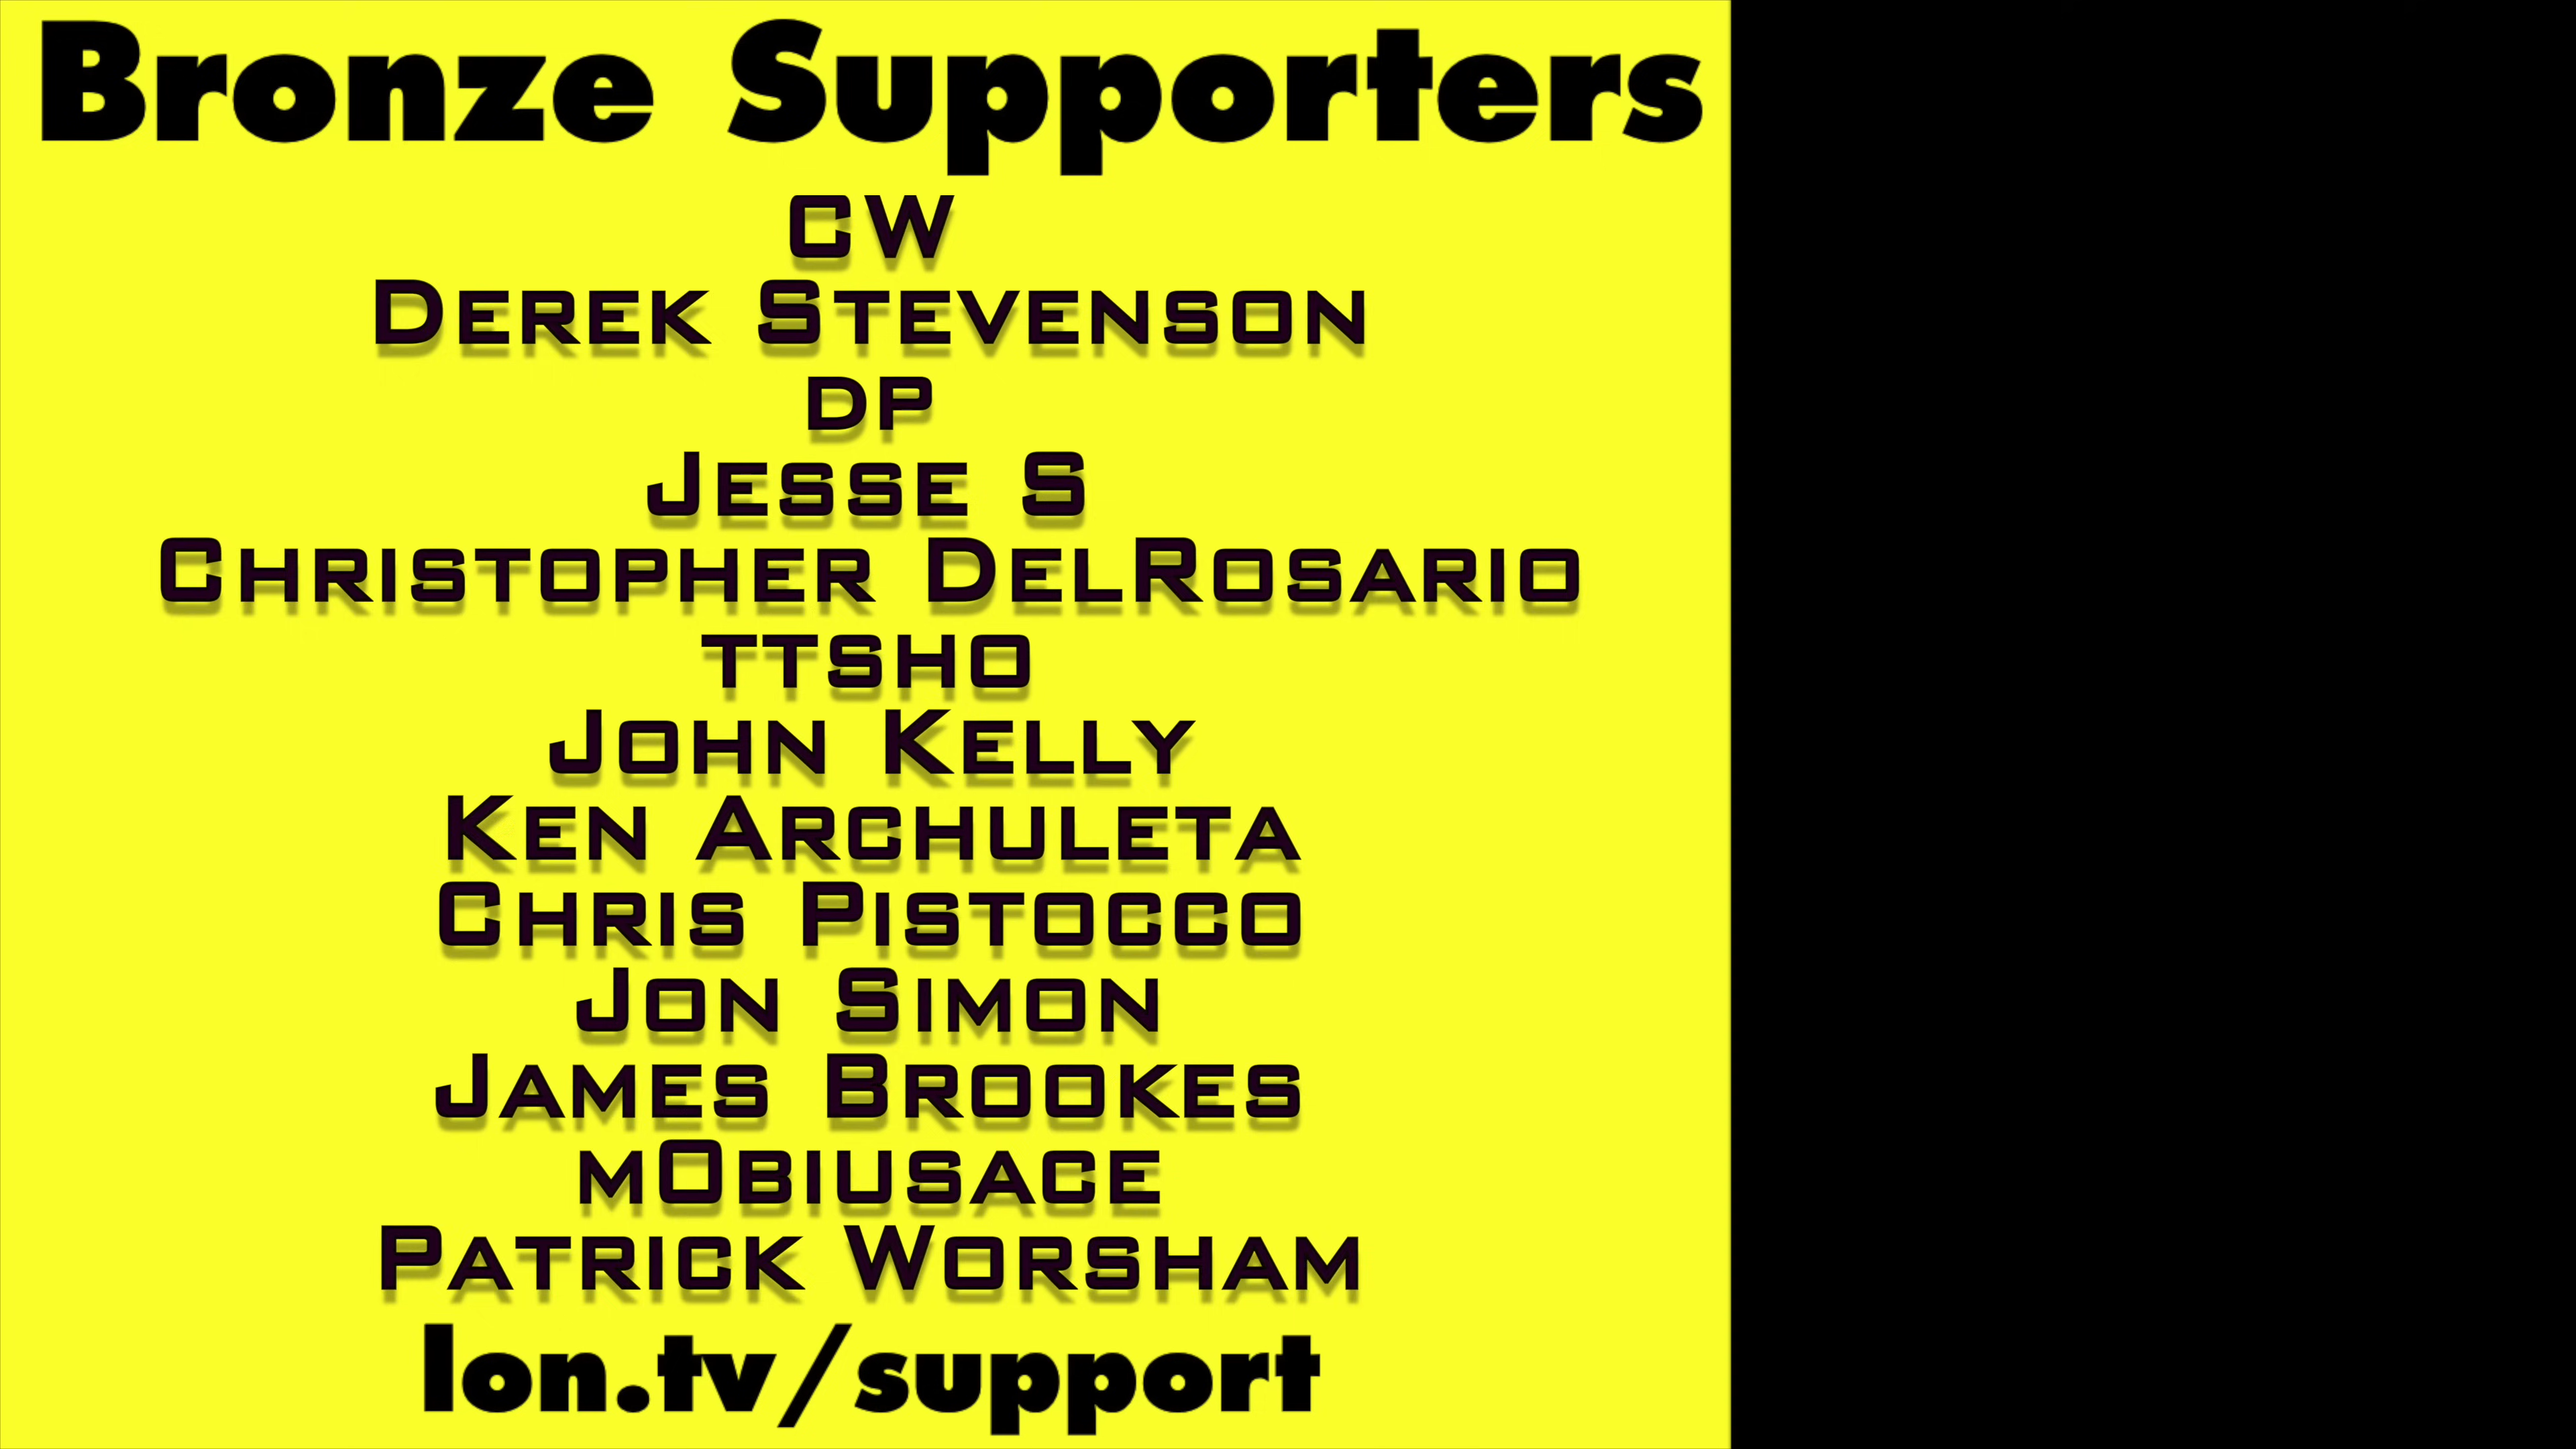 Bronze Supporters
CW
Derek Stevenson
dp
Jesse S
Christopher DelRosario
ttsho
John Kelly
Ken Archuleta
Chris Pistocco
Jon Simon
James Brookes
m0biusace
Patrick Worsham
lon.tv/support